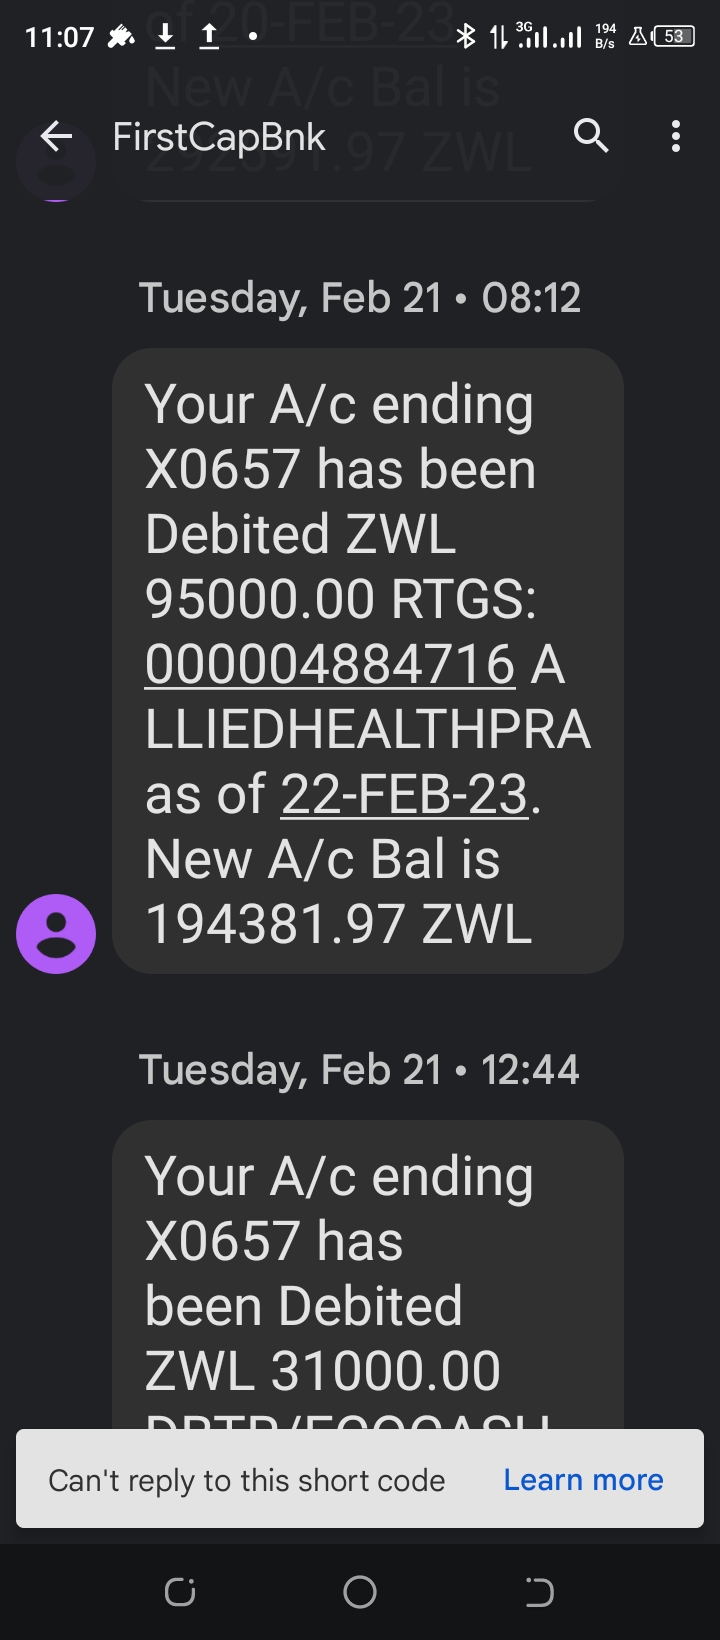 11:07
3G
194
B/s
53
of 20-FEB-23
New A/c Bal is
FirstCapBnk
.97 ZWL
Tuesday, Feb 21 • 08:12
Your A/c ending
X0657 has been
Debited ZWL
95000.00 RTGS:
000004884716 A
LLIEDHEALTHPRA
as of 22-FEB-23.
New A/c Bal is
194381.97 ZWL
Tuesday, Feb 21 • 12:44
Your A/c ending
X0657 has
been Debited
ZWL 31000.00
Can't reply to this short code
Learn more